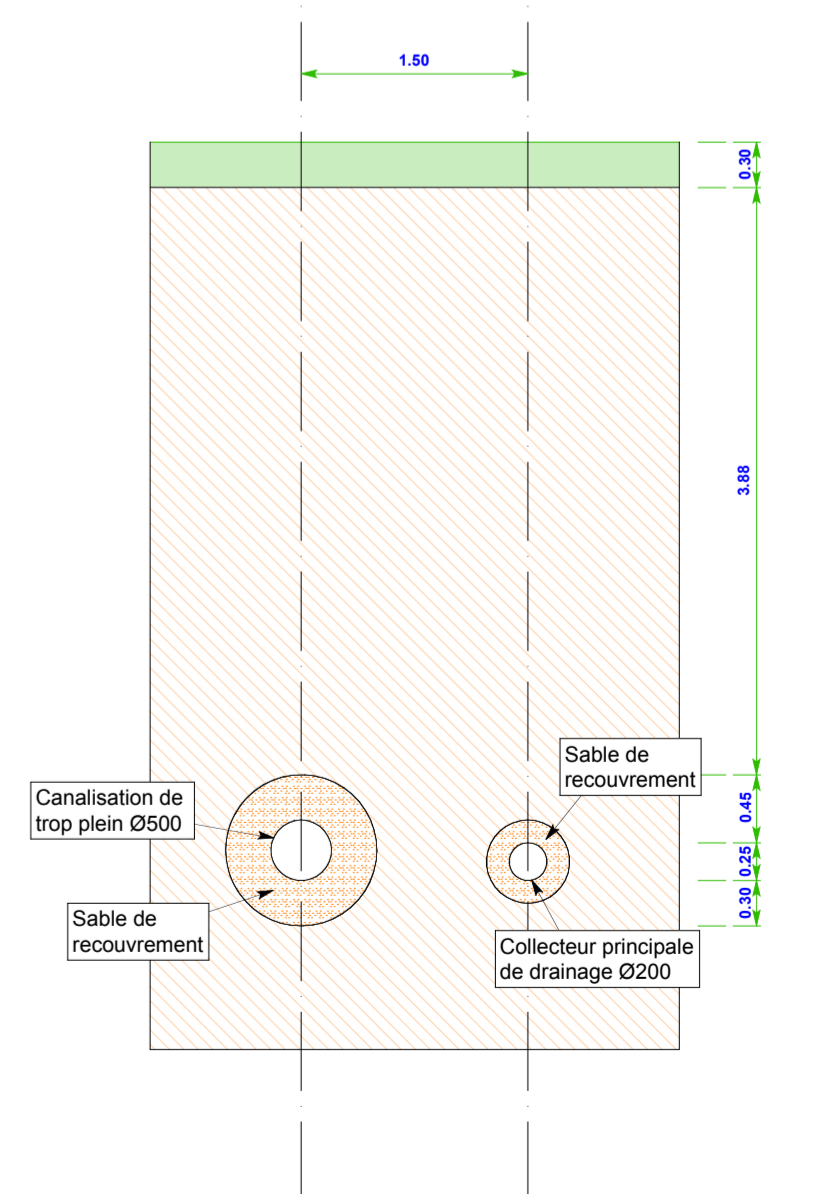 1.50
0.30
3.88
Sable de
recouvrement
Canalisation de
trop plein Ø500
0.45
0.25
0.30
Sable de
recouvrement
Collecteur principale
de drainage Ø200